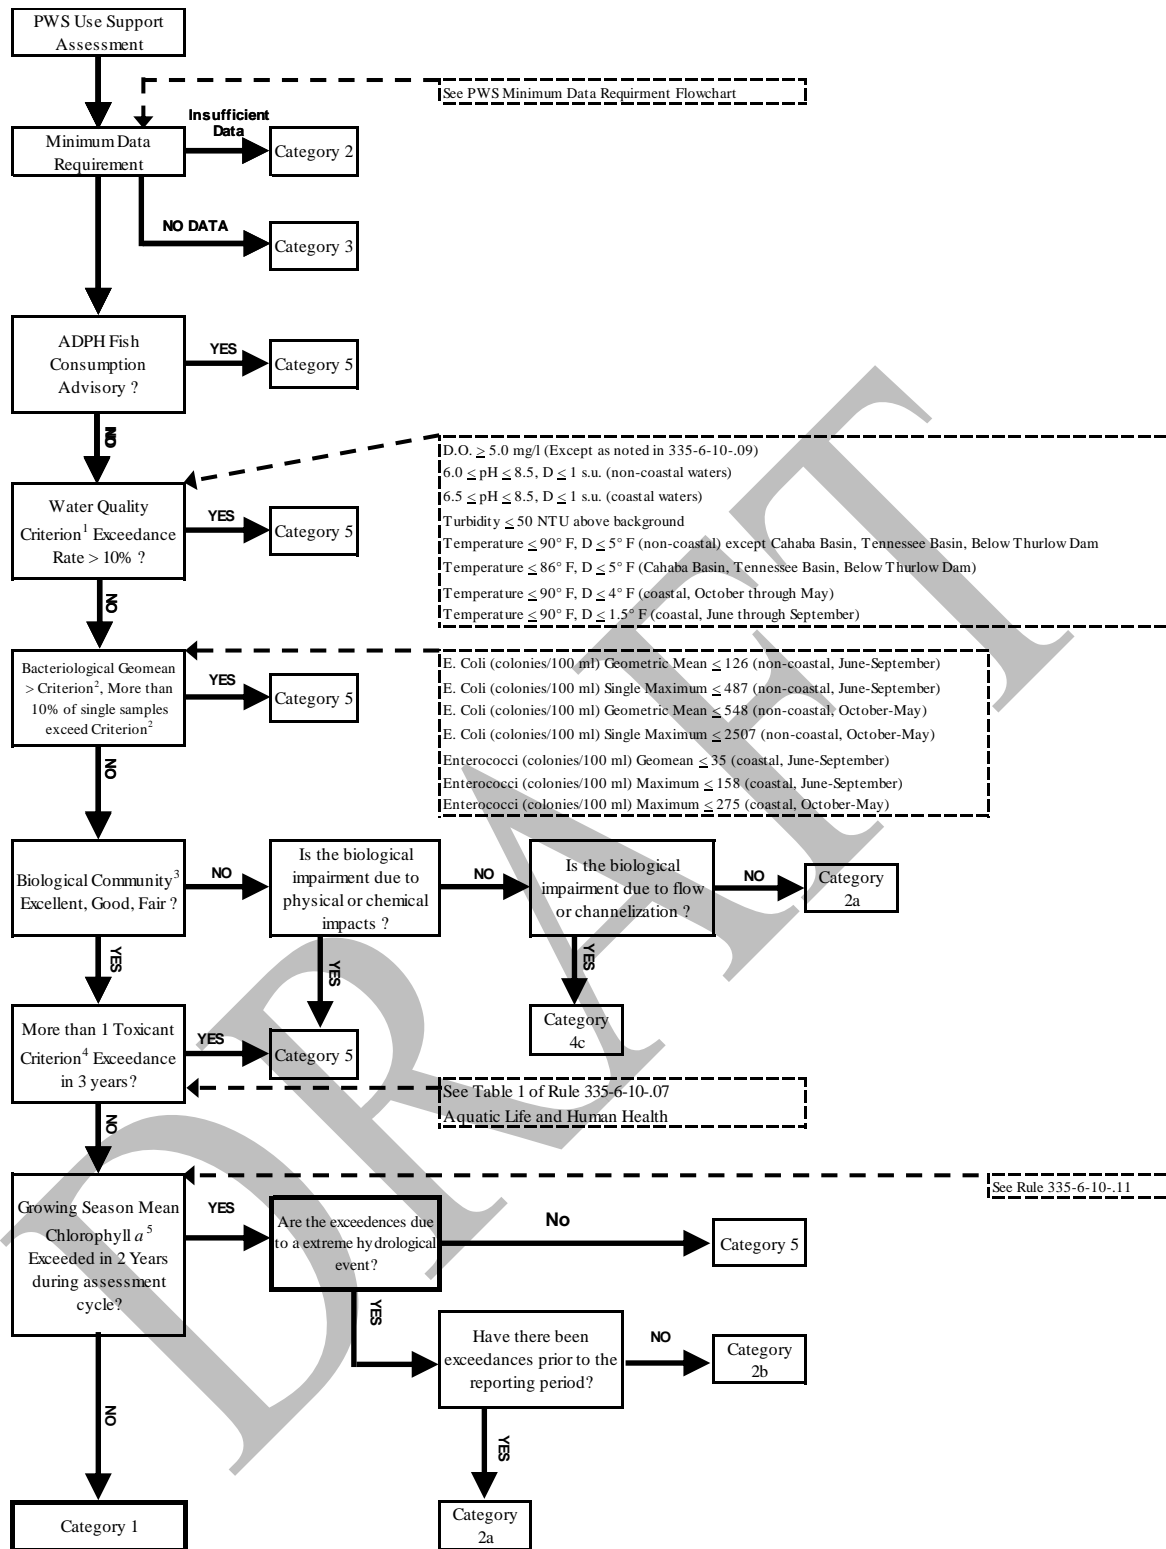 PWS Use Support
Assessment
See PWS Minimum Data Requirment Flowchart
Insufficient
Data
Minimum Data
Requirement
Category 2
NO DATA
Category 3
ADPH Fish
Consumption
Advisory ?
YES
Category 5
NO
D.O. ≥ 5.0 mg/l (Except as noted in 335-6-10-.09)
6.0 ≤ pH ≤ 8.5, D ≤ 1 s.u. (non-coastal waters)
6.5 ≤ pH ≤ 8.5, D ≤ 1 s.u. (coastal waters)
Turbidity ≤ 50 NTU above background
Temperature ≤ 90° F, D ≤ 5° F (non-coastal) except Cahaba Basin, Tennessee Basin, Below Thurlow Dam
Temperature ≤ 86° F, D ≤ 5° F (Cahaba Basin, Tennessee Basin, Below Thurlow Dam)
Temperature ≤ 90° F, D ≤ 4° F (coastal, October through May)
Temperature ≤ 90° F, D ≤ 1.5° F (coastal, June through September)
Water Quality
Criterion¹ Exceedance
Rate > 10% ?
YES
Category 5
NO
Bacteriological Geomean
> Criterion², More than
10% of single samples
exceed Criterion²
YES
Category 5
E. Coli (colonies/100 ml) Geometric Mean ≤ 126 (non-coastal, June-September)
E. Coli (colonies/100 ml) Single Maximum ≤ 487 (non-coastal, June-September)
E. Coli (colonies/100 ml) Geometric Mean ≤ 548 (non-coastal, October-May)
E. Coli (colonies/100 ml) Single Maximum ≤ 2507 (non-coastal, October-May)
Enterococci (colonies/100 ml) Geomean ≤ 35 (coastal, June-September)
Enterococci (colonies/100 ml) Maximum ≤ 158 (coastal, June-September)
Enterococci (colonies/100 ml) Maximum ≤ 275 (coastal, October-May)
NO
Biological Community³
Excellent, Good, Fair ?
NO
Is the biological
impairment due to
physical or chemical
impacts ?
NO
Is the biological
impairment due to flow
or channelization ?
NO
Category
2a
YES
YES
YES
More than 1 Toxicant
Criterion⁴ Exceedance
in 3 years?
YES
Category 5
Category
4c
See Table 1 of Rule 335-6-10-.07
Aquatic Life and Human Health
NO
See Rule 335-6-10-.11
Growing Season Mean
Chlorophyll a⁵
Exceeded in 2 Years
during assessment
cycle?
YES
Are the exceedences due
to a extreme hydrological
event?
No
Category 5
YES
Have there been
exceedances prior to the
reporting period?
NO
Category
2b
NO
YES
Category 1
Category
2a
DRAFT